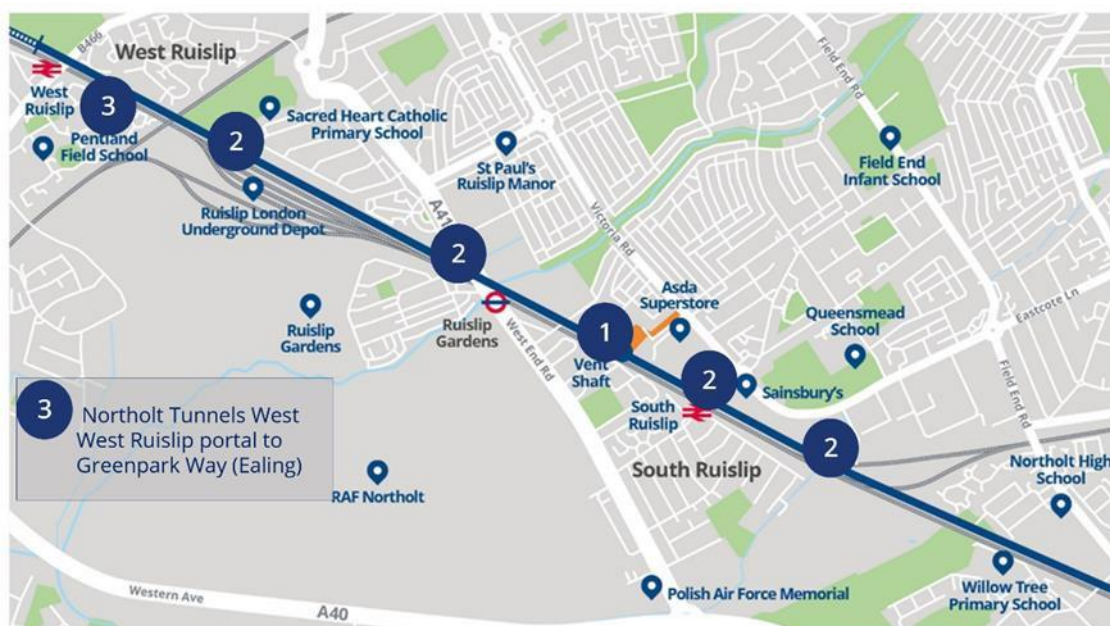 West Ruislip
B466
West
Ruislip
3
Pentland
Field School
2
Sacred Heart Catholic
Primary School
St Paul's
Ruislip Manor
Field End Rd
Field End
Infant School
Ruislip London
Underground Depot
A41
Victoria Rd
2
Ruislip
Gardens
Ruislip
Gardens
West End Rd
1
Vent
Shaft
Asda
Superstore
Queensmead
School
Eastcote Ln
2
Sainsbury's
South
Ruislip
Field End Rd
3
Northolt Tunnels West
West Ruislip portal to
Greenpark Way (Ealing)
South Ruislip
2
RAF Northolt
Northolt High
School
Western Ave
A40
Polish Air Force Memorial
Willow Tree
Primary School